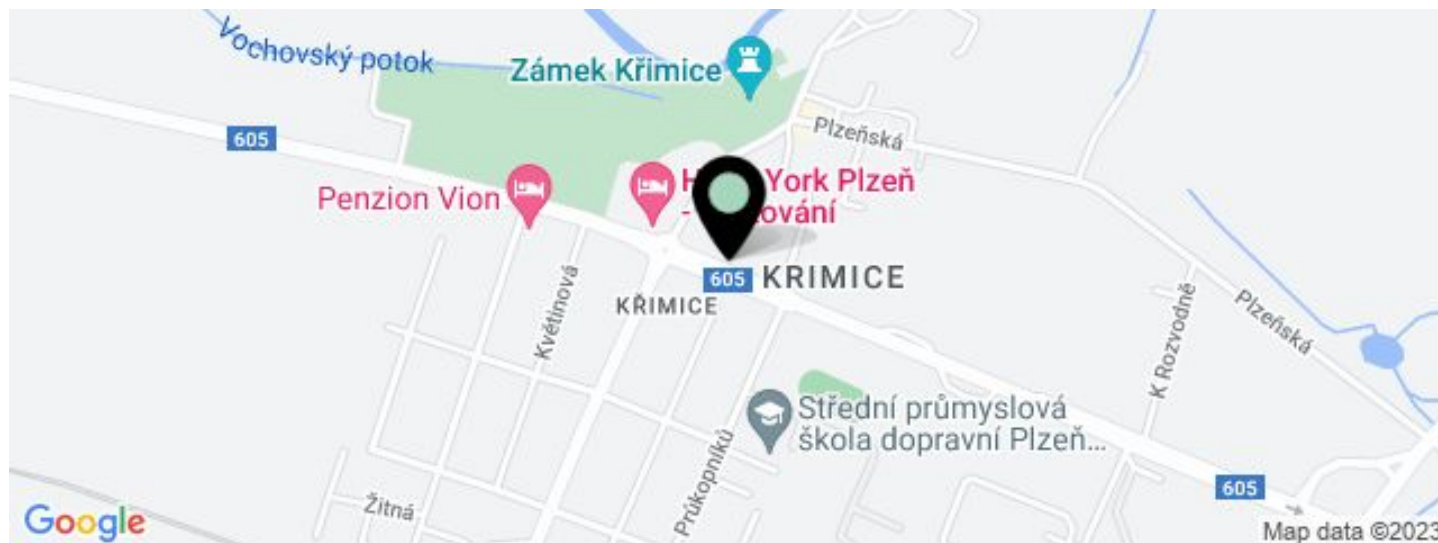 Vochovský potok
Zámek Křimice
605
Plzeňská
Penzion Vion
York Plzeň
605
KRIMICE
KŘIMICE
Květinová
Plzeňská
K Rozvodně
Střední průmyslová
škola dopravní Plzeň...
Průkopníků
605
Žitná
Google
Map data ©2023